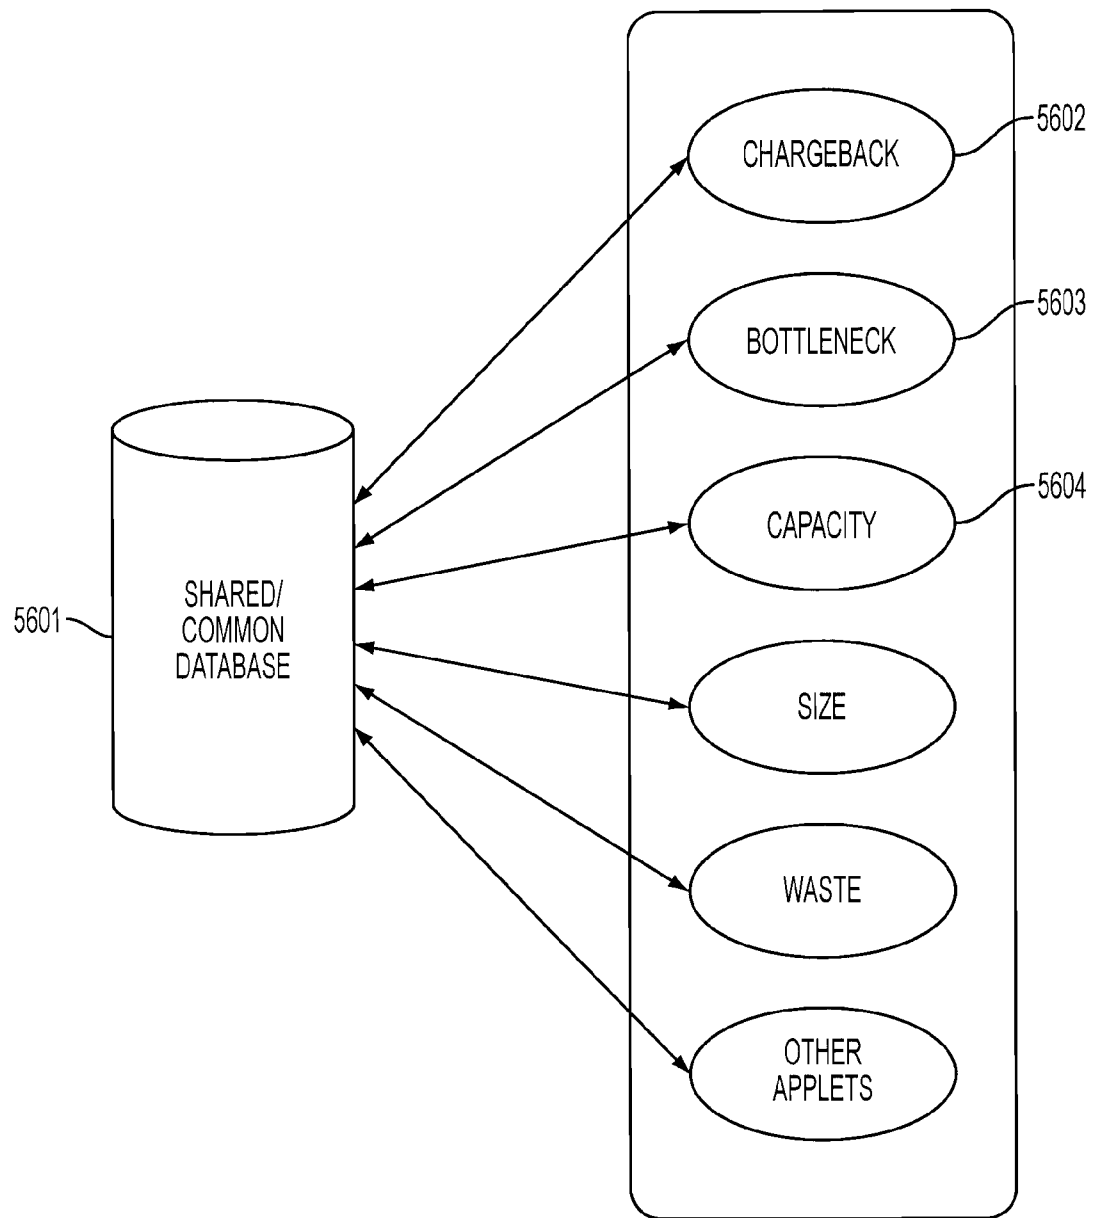 CHARGEBACK
5602
BOTTLENECK
5603
CAPACITY
5604
5601
SHARED/
COMMON
DATABASE
SIZE
WASTE
OTHER
APPLETS